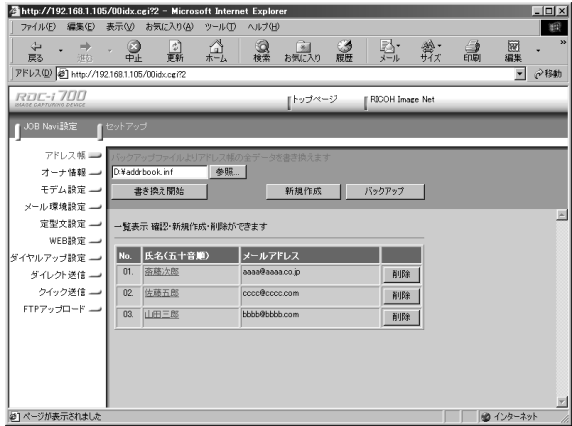 http://192.168.1.105/00idx.cgi?2 - Microsoft Internet Explorer
ファイル(F) 編集(E) 表示(V) お気に入り(A) ツール(T) ヘルプ(H)
戻る 進む 中止 更新 ホーム 検索 お気に入り 履歴 メール サイズ 印刷 編集 »
アドレス(D) http://192.168.1.105/00idx.cgi?2 移動
RDC-i 700
IMAGE CAPTURING DEVICE
トップページ RICOH Image Net
JOB Navi設定 セットアップ
アドレス帳
オーナ情報
モデム設定
メール環境設定
定型文設定
WEB設定
ダイヤルアップ設定
ダイレクト送信
クイック送信
FTPアップロード
バックアップファイルよりアドレス帳の全データを書き換えます
D:¥addrbook.inf 参照...
書き換え開始 新規作成 バックアップ
一覧表示 確認・新規作成・削除ができます
No. 氏名(五十音順) メールアドレス
01. 斎藤次郎 aaaa@aaaa.co.jp 削除
02. 佐藤五郎 cccc@cccc.com 削除
03. 山田三郎 bbbb@bbbb.com 削除
ページが表示されました インターネット